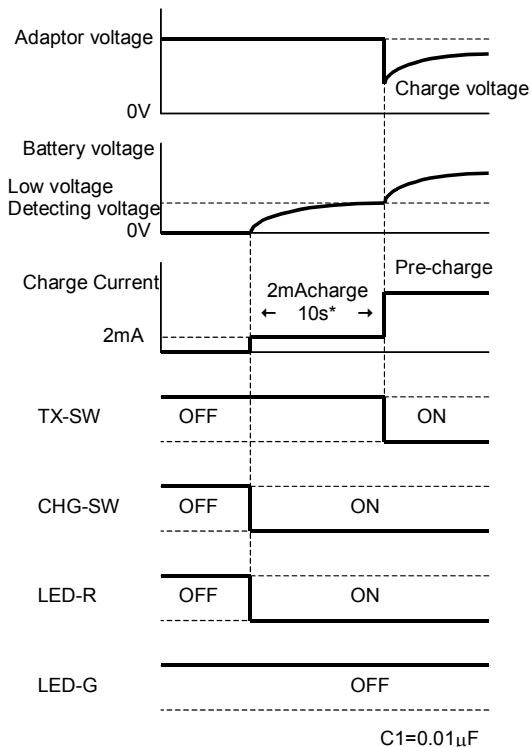 Adaptor voltage
Charge voltage
0V
Battery voltage
Low voltage
Detecting voltage
0V
Charge Current
Pre-charge
2mAcharge
← 10s* →
2mA
TX-SW
OFF
ON
CHG-SW
OFF
ON
LED-R
OFF
ON
LED-G
OFF
C1=0.01μF